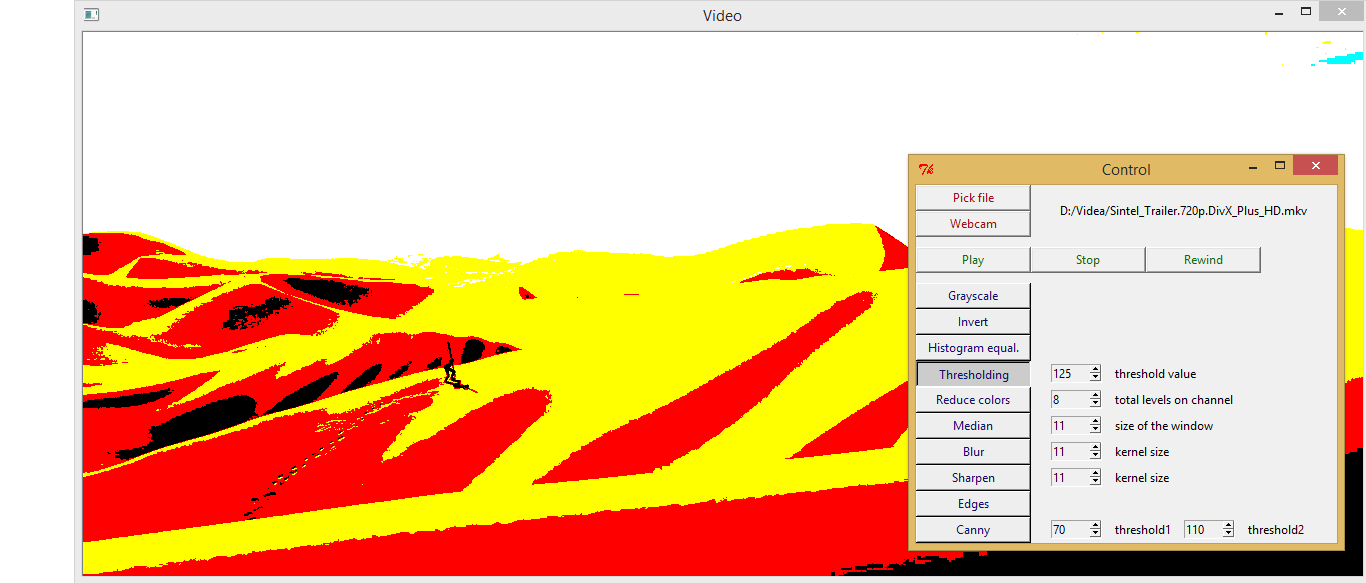 Video
Control
Pick file
D:/Videa/Sintel_Trailer.720p.DivX_Plus_HD.mkv
Webcam
Play Stop Rewind
Grayscale
Invert
Histogram equal.
Thresholding 125 threshold value
Reduce colors 8 total levels on channel
Median 11 size of the window
Blur 11 kernel size
Sharpen 11 kernel size
Edges
Canny 70 threshold1 110 threshold2